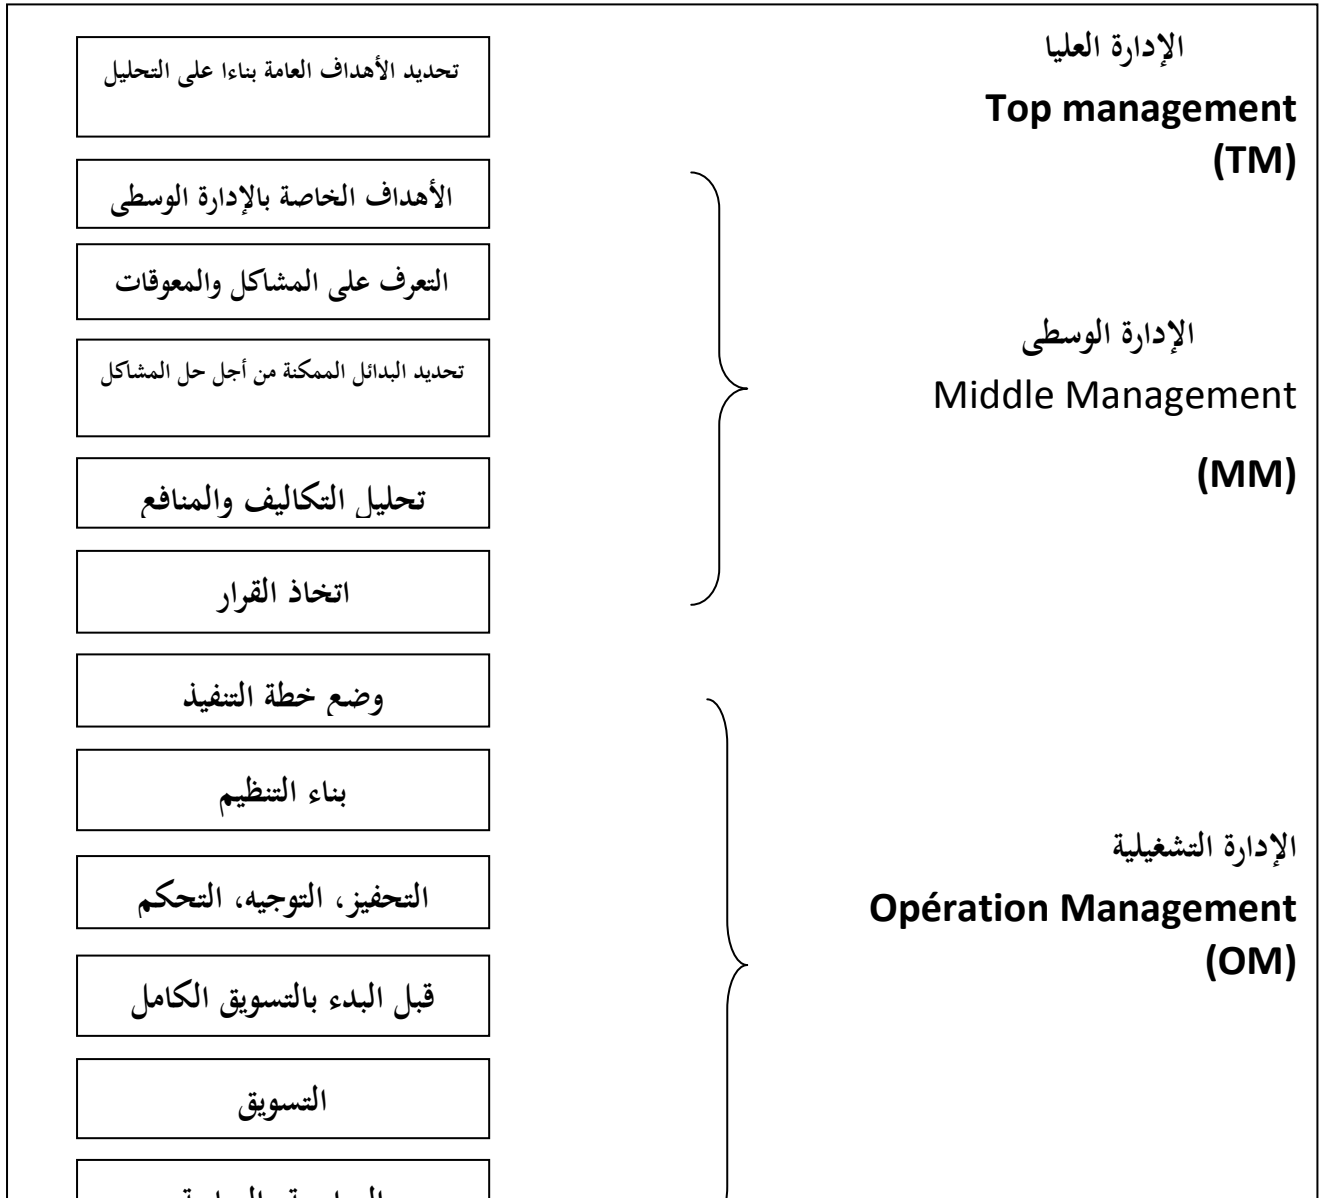 الإدارة العليا
Top management
(TM)
تحديد الأهداف العامة بناءا على التحليل
الأهداف الخاصة بالإدارة الوسطى
التعرف على المشاكل والمعوقات
تحديد البدائل الممكنة من أجل حل المشاكل
تحليل التكاليف والمنافع
اتخاذ القرار
الإدارة الوسطى
Middle Management
(MM)
وضع خطة التنفيذ
بناء التنظيم
التحفيز، التوجيه، التحكم
قبل البدء بالتسويق الكامل
التسويق
الإدارة التشغيلية
Opération Management
(OM)